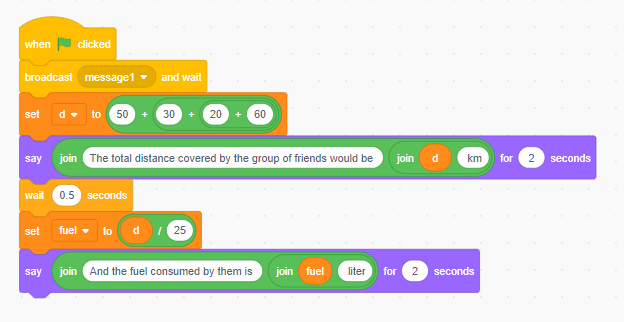 when clicked
broadcast message1 and wait
set d to 50 + 30 + 20 + 60
say join The total distance covered by the group of friends would be join d km for 2 seconds
wait 0.5 seconds
set fuel to d / 25
say join And the fuel consumed by them is join fuel liter for 2 seconds